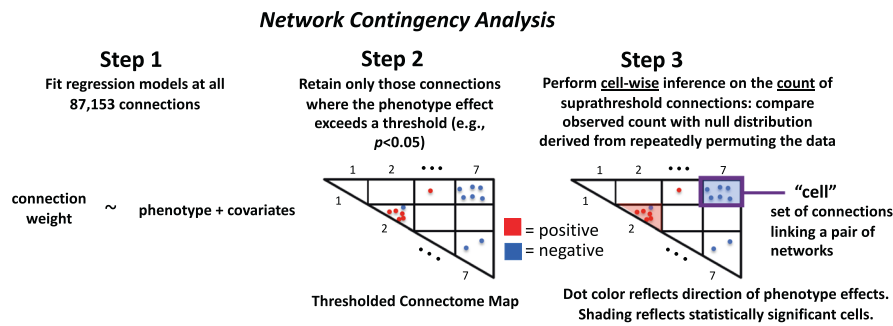 Network Contingency Analysis
Step 1
Fit regression models at all
87,153 connections
connection
weight
~
phenotype + covariates
Step 2
Retain only those connections
where the phenotype effect
exceeds a threshold (e.g.,
p<0.05)
1 2 ••• 7
1
2
•••
7
= positive
= negative
Thresholded Connectome Map
Step 3
Perform cell-wise inference on the count of
suprathreshold connections: compare
observed count with null distribution
derived from repeatedly permuting the data
1 2 ••• 7
1
2
•••
7
“cell”
set of connections
linking a pair of
networks
Dot color reflects direction of phenotype effects.
Shading reflects statistically significant cells.